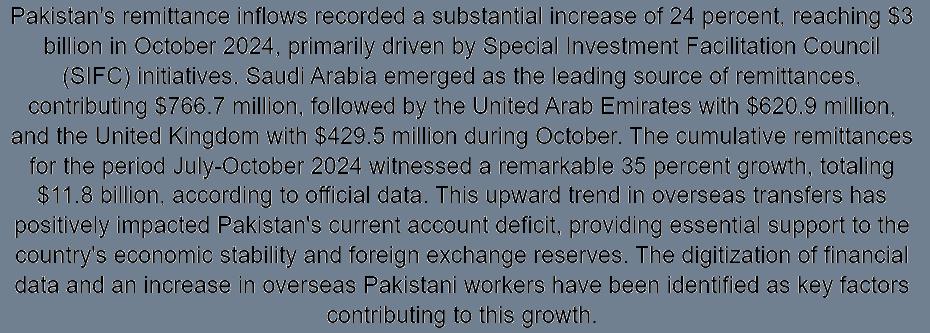 Pakistan's remittance inflows recorded a substantial increase of 24 percent, reaching $3
billion in October 2024, primarily driven by Special Investment Facilitation Council
(SIFC) initiatives. Saudi Arabia emerged as the leading source of remittances,
contributing $766.7 million, followed by the United Arab Emirates with $620.9 million,
and the United Kingdom with $429.5 million during October. The cumulative remittances
for the period July-October 2024 witnessed a remarkable 35 percent growth, totaling
$11.8 billion, according to official data. This upward trend in overseas transfers has
positively impacted Pakistan's current account deficit, providing essential support to the
country's economic stability and foreign exchange reserves. The digitization of financial
data and an increase in overseas Pakistani workers have been identified as key factors
contributing to this growth.